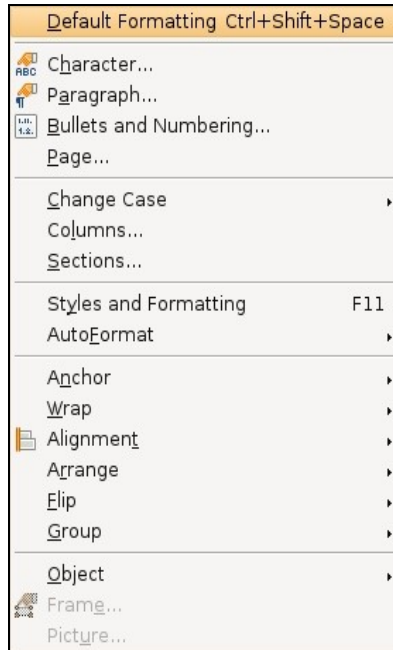 Default Formatting Ctrl+Shift+Space
ABC Character...
Paragraph...
Bullets and Numbering...
Page...
Change Case
Columns...
Sections...
Styles and Formatting F11
AutoFormat
Anchor
Wrap
Alignment
Arrange
Flip
Group
Object
Frame...
Picture...